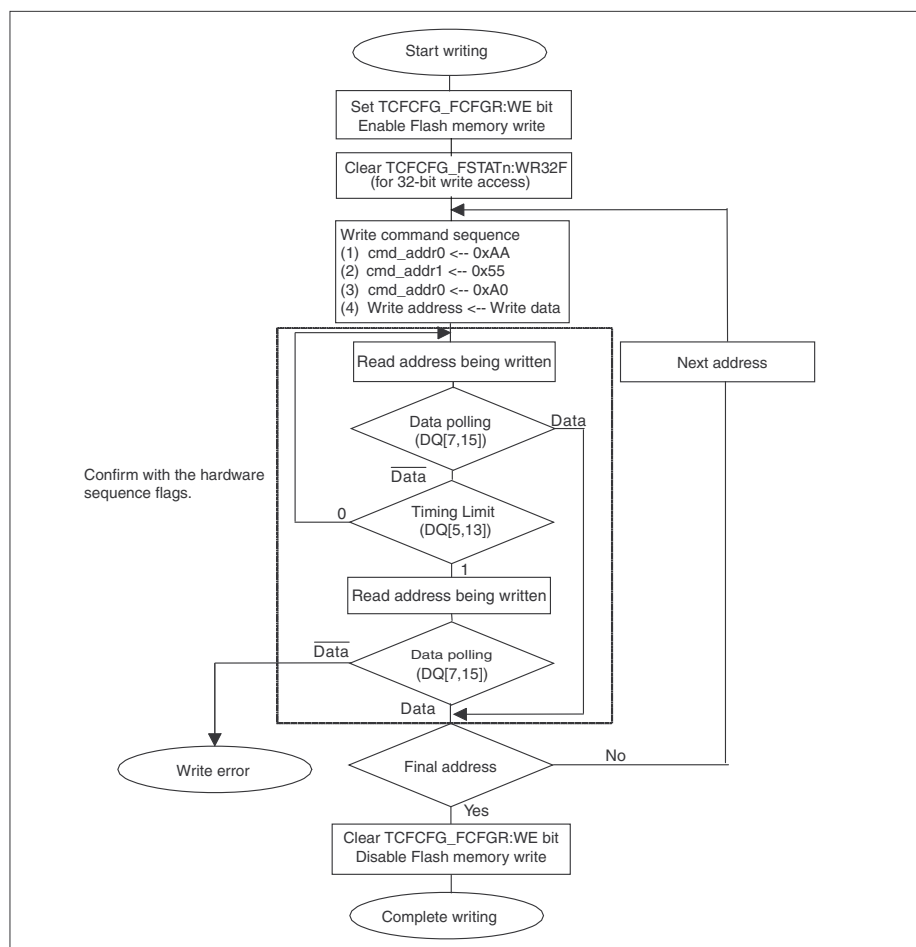 Start writing
Set TCFCFG_FCFGR:WE bit
Enable Flash memory write
Clear TCFCFG_FSTATn:WR32F
(for 32-bit write access)
Write command sequence
(1) cmd_addr0 <-- 0xAA
(2) cmd_addr1 <-- 0x55
(3) cmd_addr0 <-- 0xA0
(4) Write address <-- Write data
Read address being written
Next address
Data polling
(DQ[7,15])
Data
D̅a̅t̅a̅
Confirm with the hardware
sequence flags.
Timing Limit
(DQ[5,13])
0
1
Read address being written
D̅a̅t̅a̅
Data polling
(DQ[7,15])
Data
Write error
Final address
No
Yes
Clear TCFCFG_FCFGR:WE bit
Disable Flash memory write
Complete writing